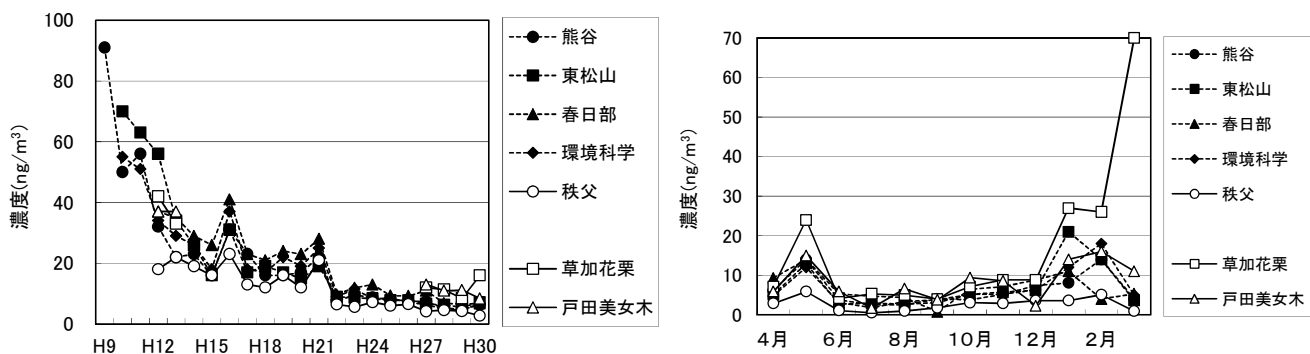 100
80
60
40
20
0
濃度(ng/m³)
H9 H12 H15 H18 H21 H24 H27 H30
熊谷
東松山
春日部
環境科学
秩父
草加花栗
戸田美女木
70
60
50
40
30
20
10
0
濃度(ng/m³)
4月 6月 8月 10月 12月 2月
熊谷
東松山
春日部
環境科学
秩父
草加花栗
戸田美女木